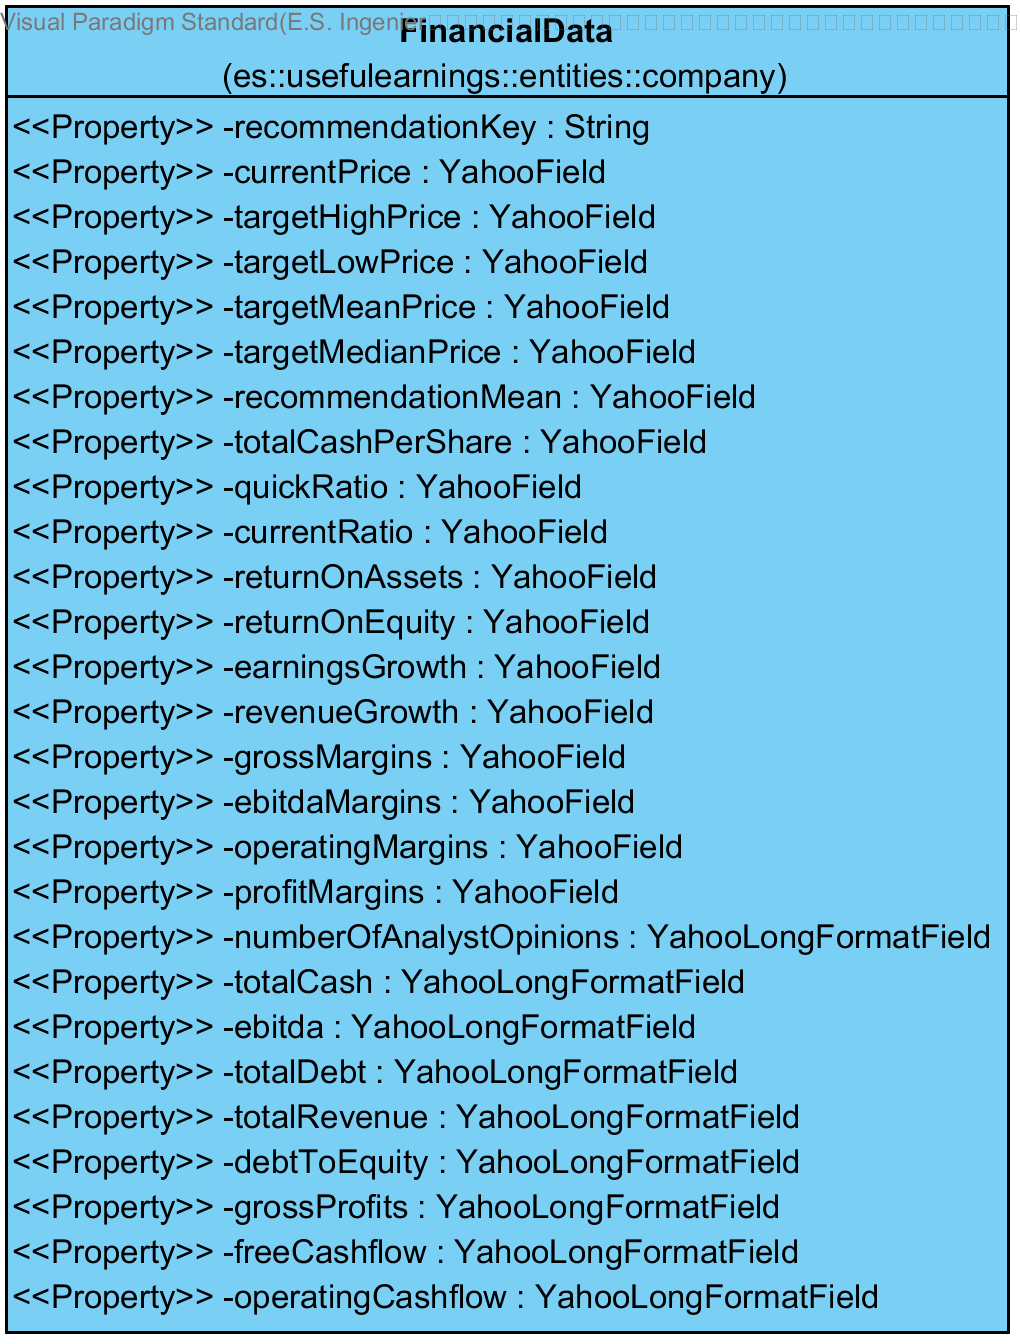 Visual Paradigm Standard(E.S. Ingenier
FinancialData
(es::usefulearnings::entities::company)
<<Property>> -recommendationKey : String
<<Property>> -currentPrice : YahooField
<<Property>> -targetHighPrice : YahooField
<<Property>> -targetLowPrice : YahooField
<<Property>> -targetMeanPrice : YahooField
<<Property>> -targetMedianPrice : YahooField
<<Property>> -recommendationMean : YahooField
<<Property>> -totalCashPerShare : YahooField
<<Property>> -quickRatio : YahooField
<<Property>> -currentRatio : YahooField
<<Property>> -returnOnAssets : YahooField
<<Property>> -returnOnEquity : YahooField
<<Property>> -earningsGrowth : YahooField
<<Property>> -revenueGrowth : YahooField
<<Property>> -grossMargins : YahooField
<<Property>> -ebitdaMargins : YahooField
<<Property>> -operatingMargins : YahooField
<<Property>> -profitMargins : YahooField
<<Property>> -numberOfAnalystOpinions : YahooLongFormatField
<<Property>> -totalCash : YahooLongFormatField
<<Property>> -ebitda : YahooLongFormatField
<<Property>> -totalDebt : YahooLongFormatField
<<Property>> -totalRevenue : YahooLongFormatField
<<Property>> -debtToEquity : YahooLongFormatField
<<Property>> -grossProfits : YahooLongFormatField
<<Property>> -freeCashflow : YahooLongFormatField
<<Property>> -operatingCashflow : YahooLongFormatField